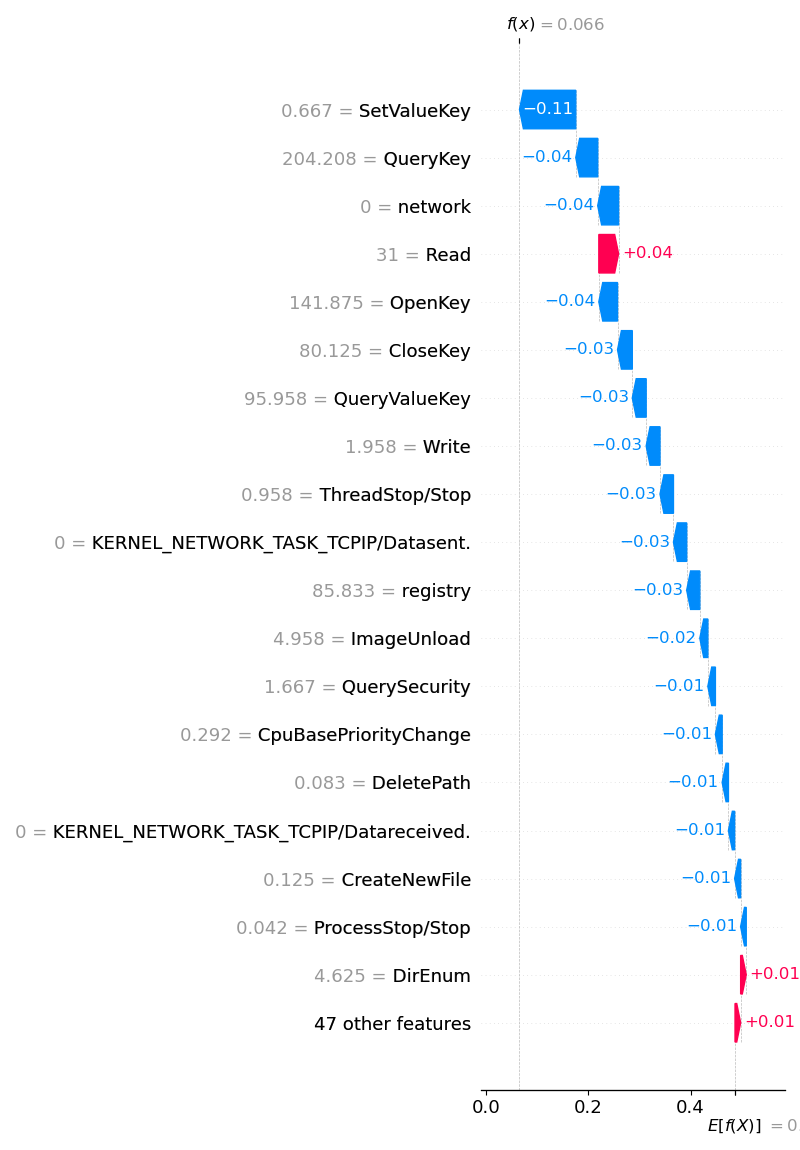 f(x) = 0.066
0.667 = SetValueKey −0.11
204.208 = QueryKey −0.04
0 = network −0.04
31 = Read +0.04
141.875 = OpenKey −0.04
80.125 = CloseKey −0.03
95.958 = QueryValueKey −0.03
1.958 = Write −0.03
0.958 = ThreadStop/Stop −0.03
0 = KERNEL_NETWORK_TASK_TCPIP/Datasent. −0.03
85.833 = registry −0.03
4.958 = ImageUnload −0.02
1.667 = QuerySecurity −0.01
0.292 = CpuBasePriorityChange −0.01
0.083 = DeletePath −0.01
0 = KERNEL_NETWORK_TASK_TCPIP/Datareceived. −0.01
0.125 = CreateNewFile −0.01
0.042 = ProcessStop/Stop −0.01
4.625 = DirEnum +0.01
47 other features +0.01
0.0 0.2 0.4
E[f(X)] = 0.